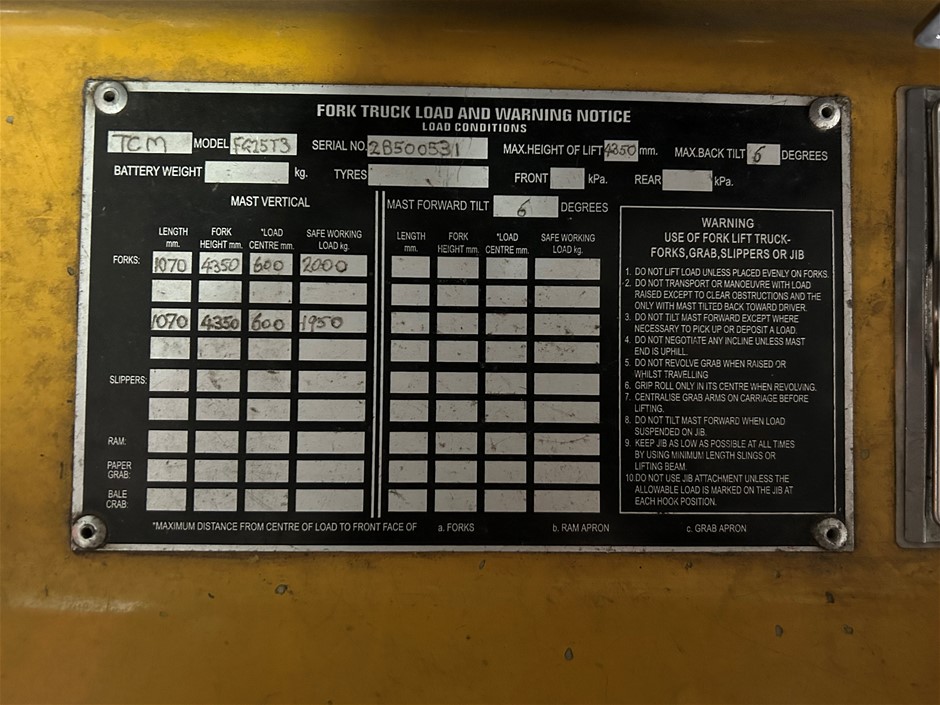 FORK TRUCK LOAD AND WARNING NOTICE
LOAD CONDITIONS
TCM MODEL FG25T3 SERIAL NO. 2B500531 MAX.HEIGHT OF LIFT 4350 mm. MAX.BACK TILT 6 DEGREES
BATTERY WEIGHT kg. TYRES FRONT kPa. REAR kPa.
MAST VERTICAL
LENGTH mm. FORK HEIGHT mm. *LOAD CENTRE mm. SAFE WORKING LOAD kg.
FORKS: 1070 4350 600 2000
1070 4350 600 1950
SLIPPERS:
RAM:
PAPER
GRAB:
BALE
CRAB:
MAST FORWARD TILT 6 DEGREES
LENGTH mm. FORK HEIGHT mm. *LOAD CENTRE mm. SAFE WORKING LOAD kg.
WARNING
USE OF FORK LIFT TRUCK-
FORKS,GRAB,SLIPPERS OR JIB
1. DO NOT LIFT LOAD UNLESS PLACED EVENLY ON FORKS.
2. DO NOT TRANSPORT OR MANOEUVRE WITH LOAD
RAISED EXCEPT TO CLEAR OBSTRUCTIONS AND THE
ONLY WITH MAST TILTED BACK TOWARD DRIVER.
3. DO NOT TILT MAST FORWARD EXCEPT WHERE
NECESSARY TO PICK UP OR DEPOSIT A LOAD.
4. DO NOT NEGOTIATE ANY INCLINE UNLESS MAST
END IS UPHILL.
5. DO NOT REVOLVE GRAB WHEN RAISED OR
WHILST TRAVELLING
6. GRIP ROLL ONLY IN ITS CENTRE WHEN REVOLVING.
7. CENTRALISE GRAB ARMS ON CARRIAGE BEFORE
LIFTING.
8. DO NOT TILT MAST FORWARD WHEN LOAD
SUSPENDED ON JIB.
9. KEEP JIB AS LOW AS POSSIBLE AT ALL TIMES
BY USING MINIMUM LENGTH SLINGS OR
LIFTING BEAM.
10.DO NOT USE JIB ATTACHMENT UNLESS THE
ALLOWABLE LOAD IS MARKED ON THE JIB AT
EACH HOOK POSITION.
*MAXIMUM DISTANCE FROM CENTRE OF LOAD TO FRONT FACE OF a. FORKS b. RAM APRON c. GRAB APRON